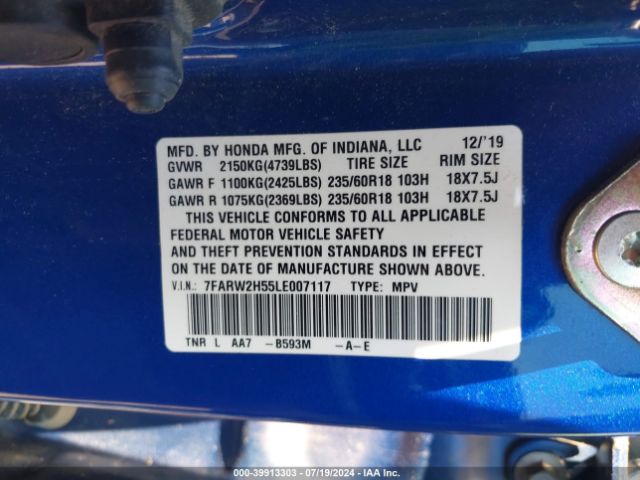 MFD. BY HONDA MFG. OF INDIANA, LLC 12/'19
GVWR 2150KG(4739LBS) TIRE SIZE RIM SIZE
GAWR F 1100KG(2425LBS) 235/60R18 103H 18X7.5J
GAWR R 1075KG(2369LBS) 235/60R18 103H 18X7.5J
THIS VEHICLE CONFORMS TO ALL APPLICABLE
FEDERAL MOTOR VEHICLE SAFETY
AND THEFT PREVENTION STANDARDS IN EFFECT
ON THE DATE OF MANUFACTURE SHOWN ABOVE.
V.I.N.: 7FARW2H55LE007117 TYPE: MPV
TNR L AA7 -B593M -A-E
000-39913303 / 07/19/2024 / IAA Inc.